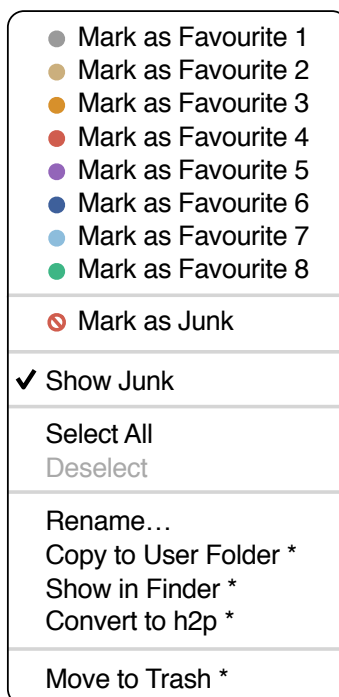 Mark as Favourite 1
Mark as Favourite 2
Mark as Favourite 3
Mark as Favourite 4
Mark as Favourite 5
Mark as Favourite 6
Mark as Favourite 7
Mark as Favourite 8
Mark as Junk
✓ Show Junk
Select All
Deselect
Rename…
Copy to User Folder *
Show in Finder *
Convert to h2p *
Move to Trash *